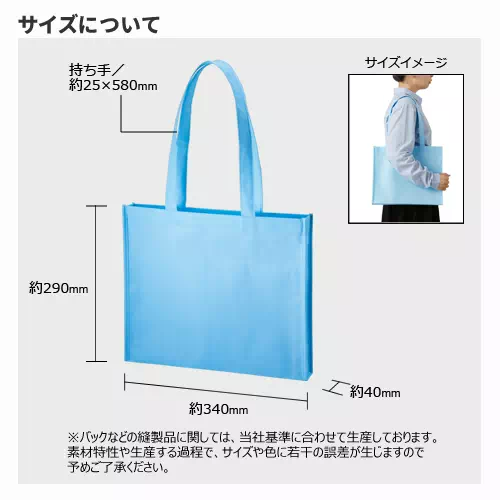 サイズについて
持ち手／
約25×580mm
サイズイメージ
約290mm
約340mm
約40mm
※バックなどの縫製品に関しては、当社基準に合わせて生産しております。
素材特性や生産する過程で、サイズや色に若干の誤差が生じますので
予めご了承ください。